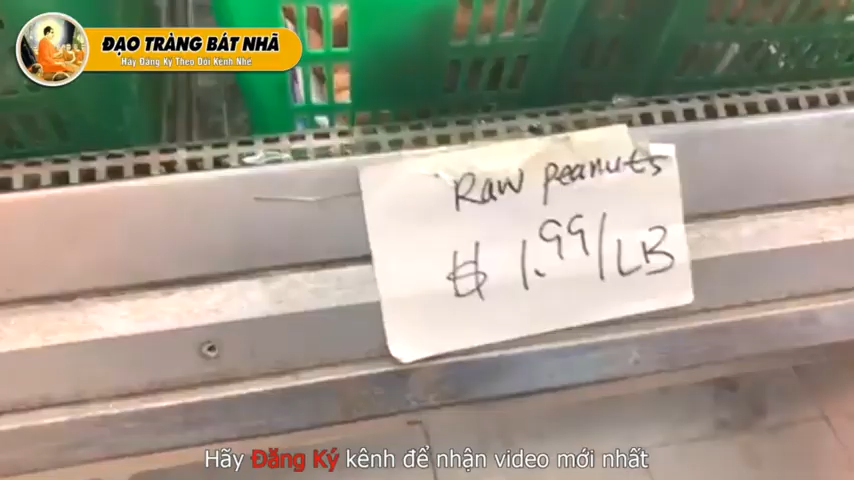 ĐẠO TRÀNG BÁT NHÃ
Hãy Đăng Ký Theo Dõi Kênh Nhé
Raw peanuts
$ 1.99/LB
Hãy Đăng Ký kênh để nhận video mới nhất